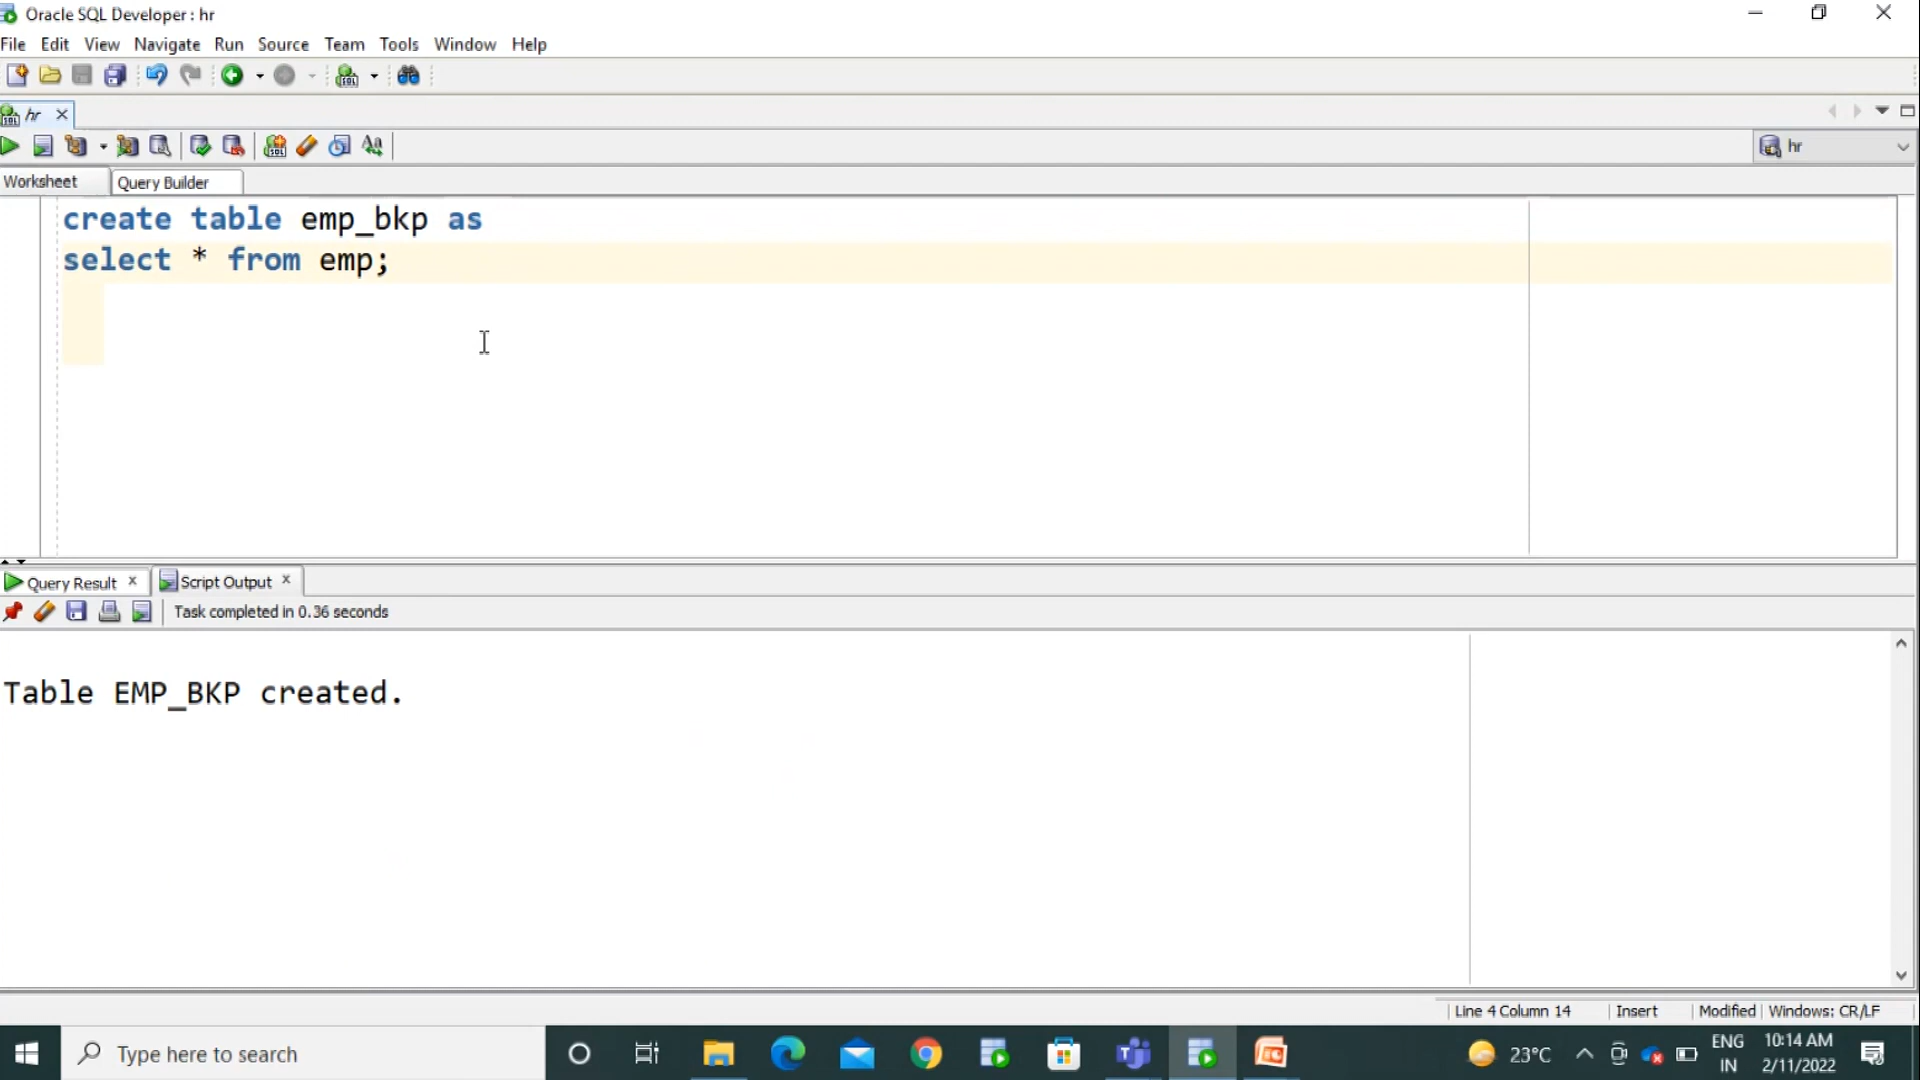 Oracle SQL Developer : hr
File Edit View Navigate Run Source Team Tools Window Help
hr
hr
Worksheet Query Builder
create table emp_bkp as
select * from emp;
Query Result Script Output
Task completed in 0.36 seconds
Table EMP_BKP created.
Line 4 Column 14 Insert Modified Windows: CR/LF
Type here to search
23°C
ENG
IN
10:14 AM
2/11/2022